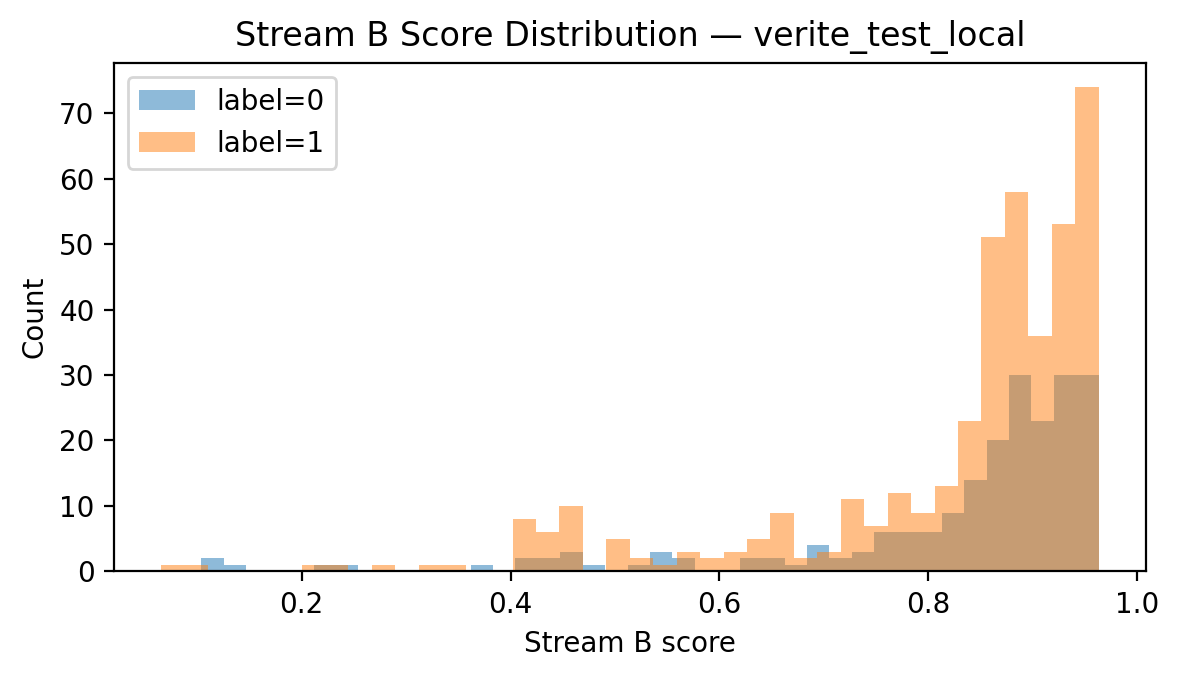 Stream B Score Distribution — verite_test_local
label=0
label=1
Count
70
60
50
40
30
20
10
0
0.2 0.4 0.6 0.8 1.0
Stream B score